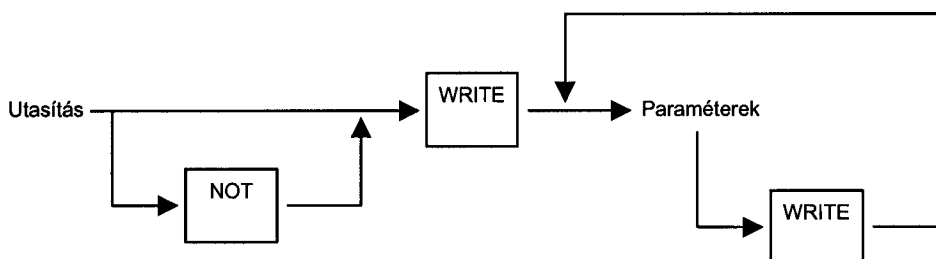 WRITE
Utasítás
Paraméterek
NOT
WRITE